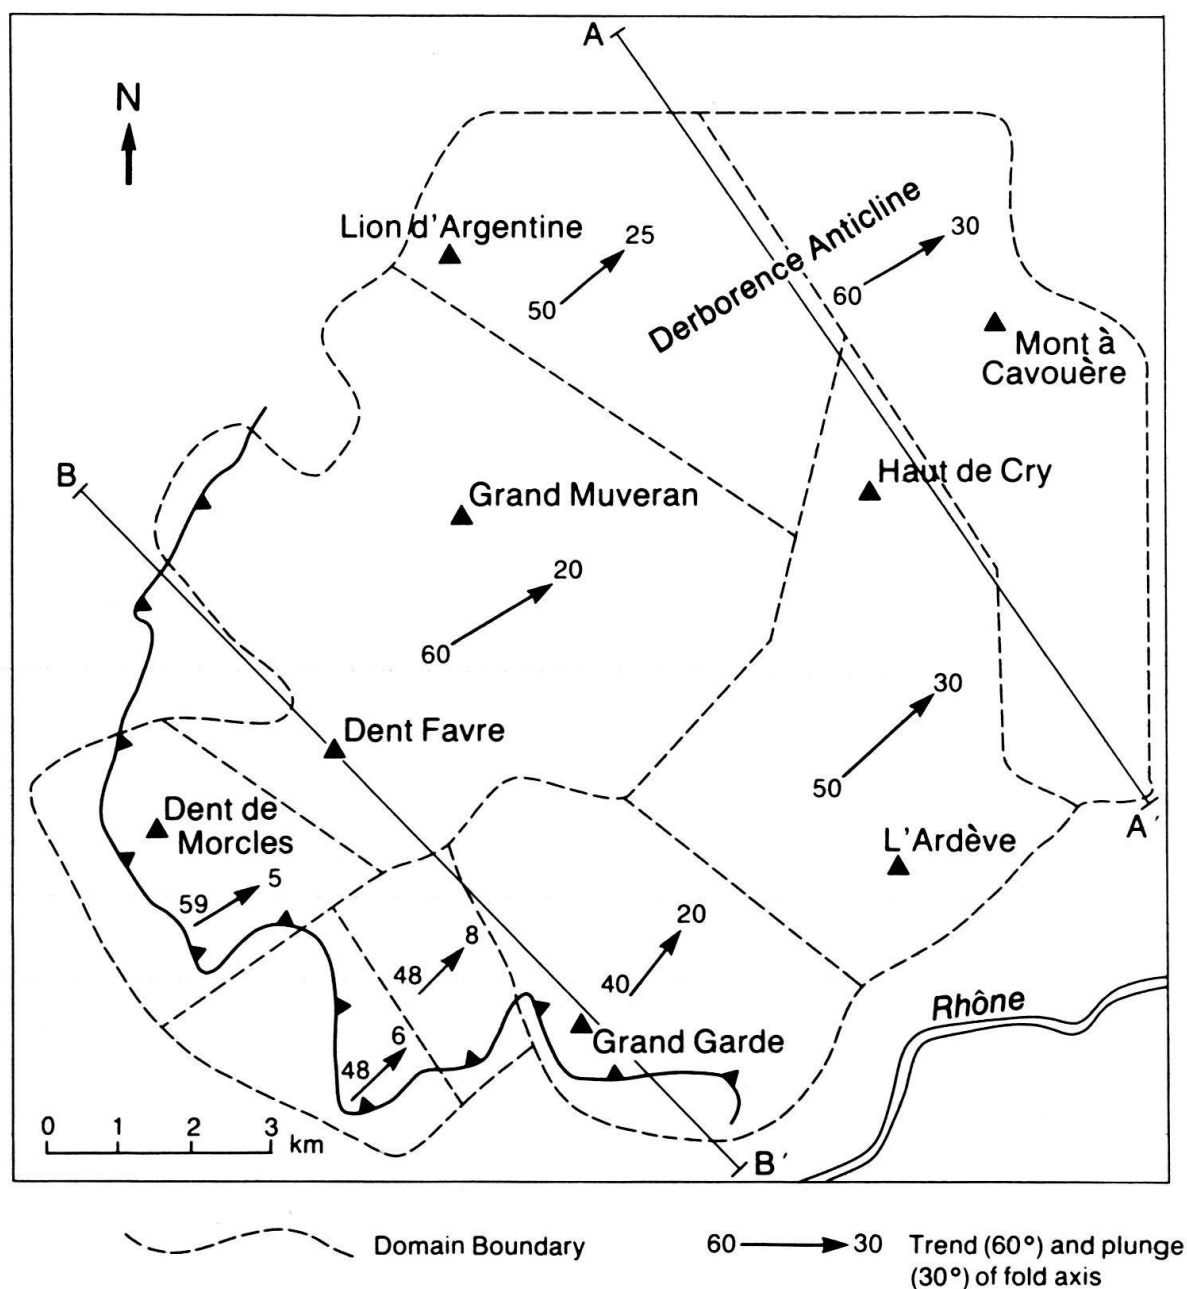 A
N
Lion d'Argentine
25
50
Derborence Anticline
30
60
Mont à
Cavouère
B
Haut de Cry
Grand Muveran
20
60
30
50
Dent Favre
A'
Dent de
Morcles
L'Ardève
5
59
20
8
48
40
Rhône
6
48
Grand Garde
0 1 2 3 km
B'
Domain Boundary
60 30 Trend (60°) and plunge
(30°) of fold axis